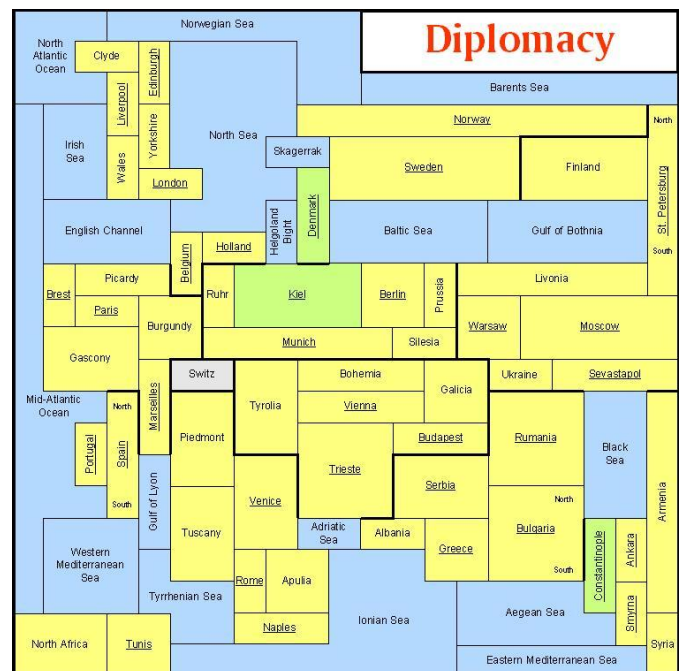 Diplomacy
Norwegian Sea
North
Atlantic
Ocean
Clyde
Edinburgh
Liverpool
Barents Sea
Norway
North
Irish
Sea
Yorkshire
North Sea
Skagerrak
Sweden
Finland
Wales
London
St. Petersburg
English Channel
Helgoland
Bight
Denmark
Baltic Sea
Gulf of Bothnia
South
Belgium
Holland
Brest
Picardy
Ruhr
Kiel
Berlin
Prussia
Livonia
Paris
Burgundy
Warsaw
Moscow
Munich
Silesia
Gascony
Switz
Bohemia
Ukraine
Sevastapol
Mid-Atlantic
Ocean
North
Marseilles
Tyrolia
Vienna
Galicia
Portugal
Spain
Piedmont
Budapest
Rumania
Black
Sea
Armenia
South
Gulf of Lyon
Trieste
Serbia
Venice
North
Tuscany
Adriatic
Sea
Albania
Greece
Bulgaria
South
Constantinople
Ankara
Western
Mediterranean
Sea
Tyrrhenian Sea
Rome
Apulia
Ionian Sea
Aegean Sea
Smyrna
Naples
North Africa
Tunis
Eastern Mediterranean Sea
Syria